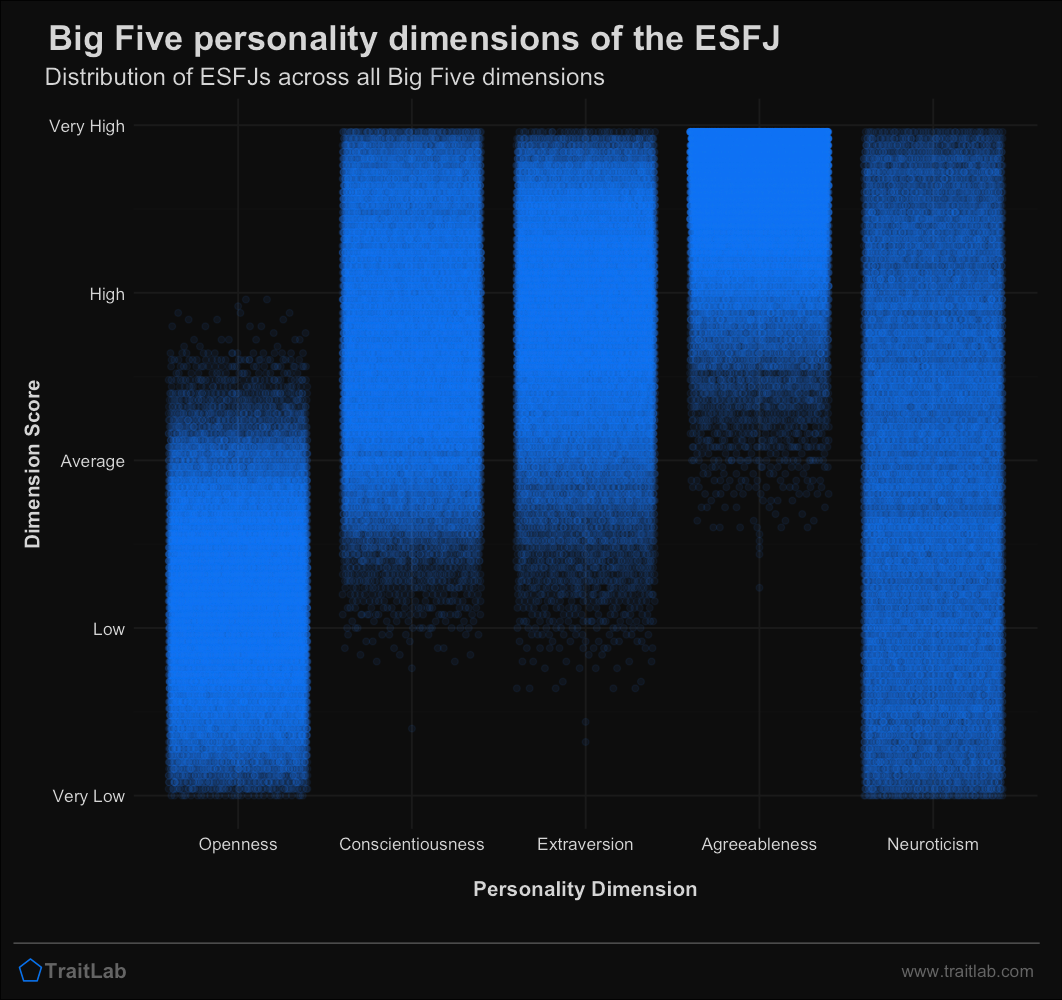 Big Five personality dimensions of the ESFJ
Distribution of ESFJs across all Big Five dimensions
Very High
High
Average
Low
Very Low
Dimension Score
Openness Conscientiousness Extraversion Agreeableness Neuroticism
Personality Dimension
TraitLab www.traitlab.com